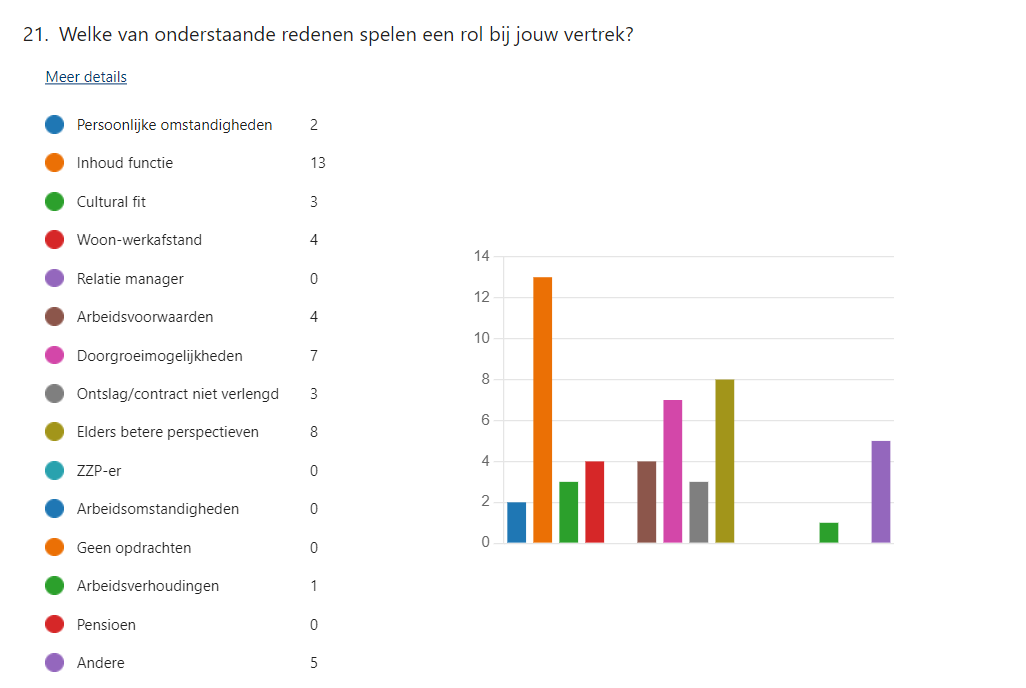 21. Welke van onderstaande redenen spelen een rol bij jouw vertrek?
Meer details
Persoonlijke omstandigheden 2
Inhoud functie 13
Cultural fit 3
Woon-werkafstand 4
Relatie manager 0
Arbeidsvoorwaarden 4
Doorgroeimogelijkheden 7
Ontslag/contract niet verlengd 3
Elders betere perspectieven 8
ZZP-er 0
Arbeidsomstandigheden 0
Geen opdrachten 0
Arbeidsverhoudingen 1
Pensioen 0
Andere 5
14
12
10
8
6
4
2
0